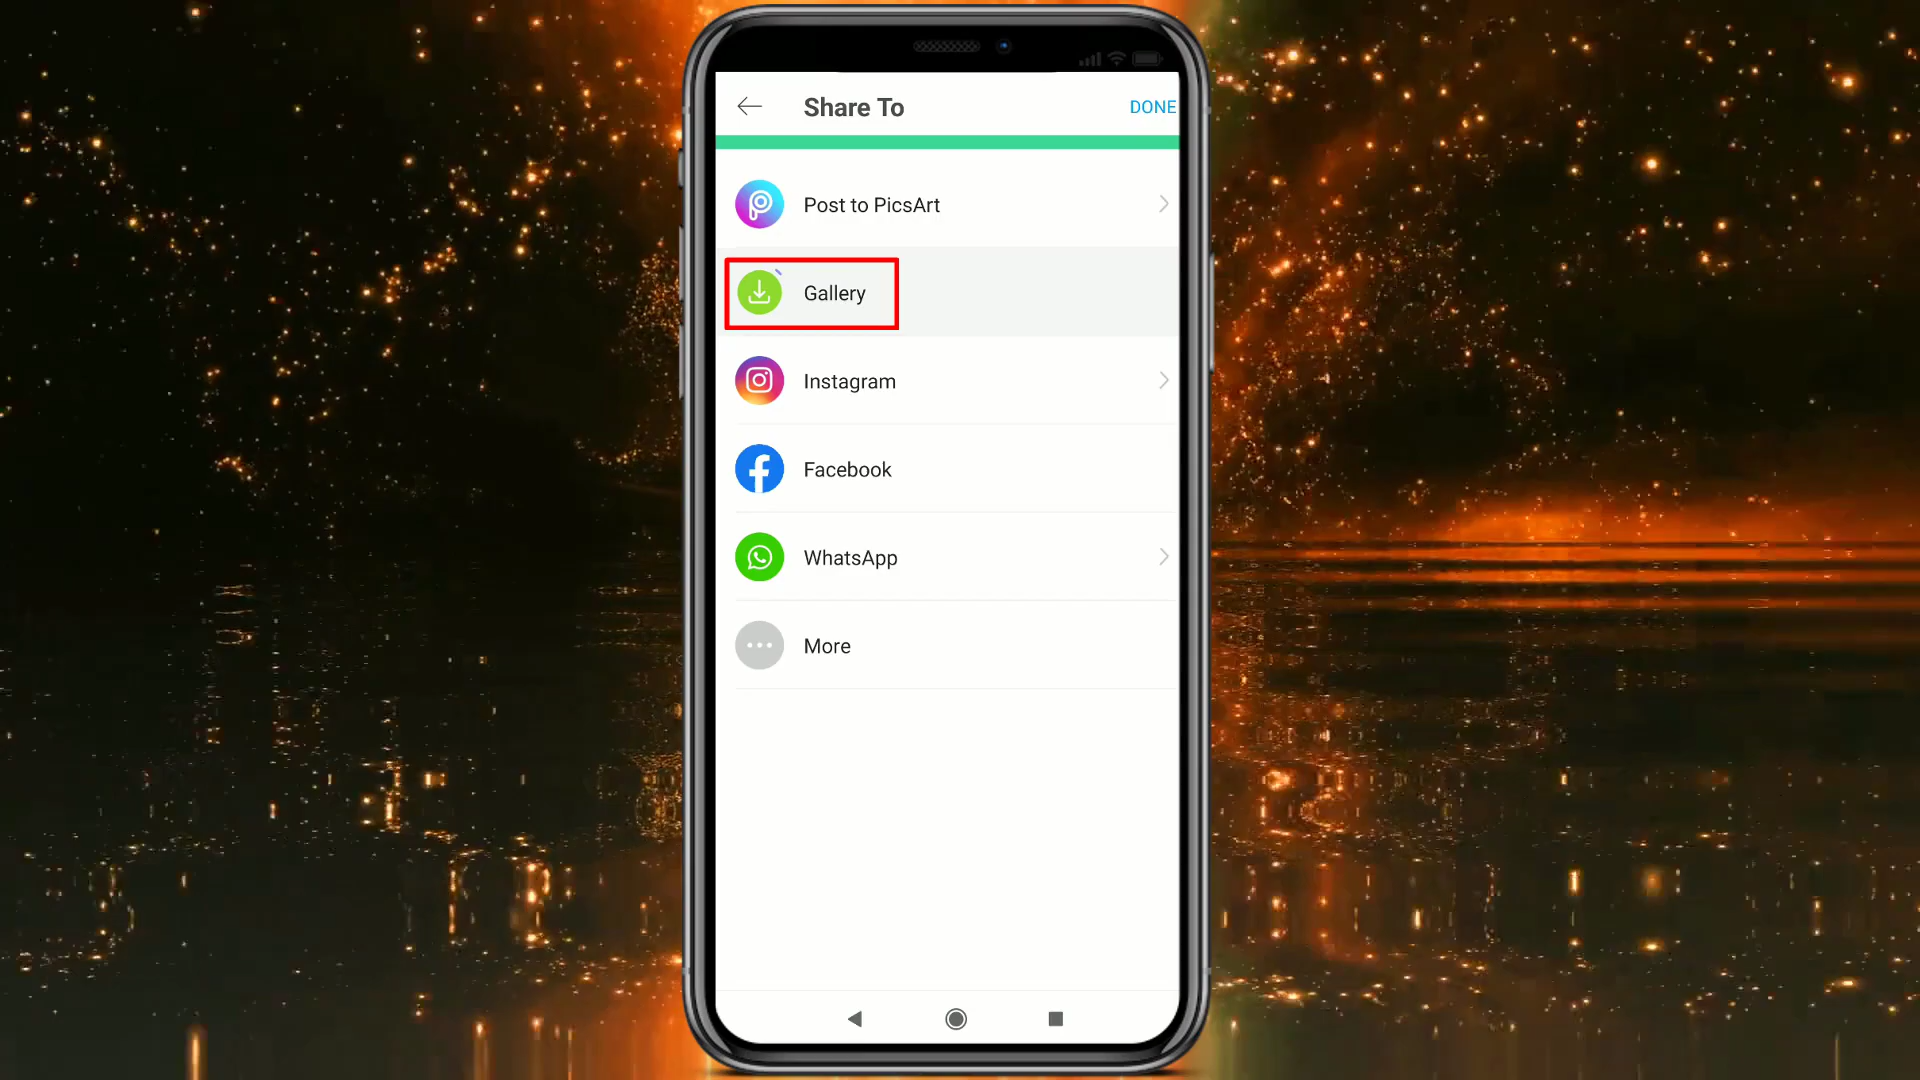 Share To
DONE
Post to PicsArt
Gallery
Instagram
Facebook
WhatsApp
More